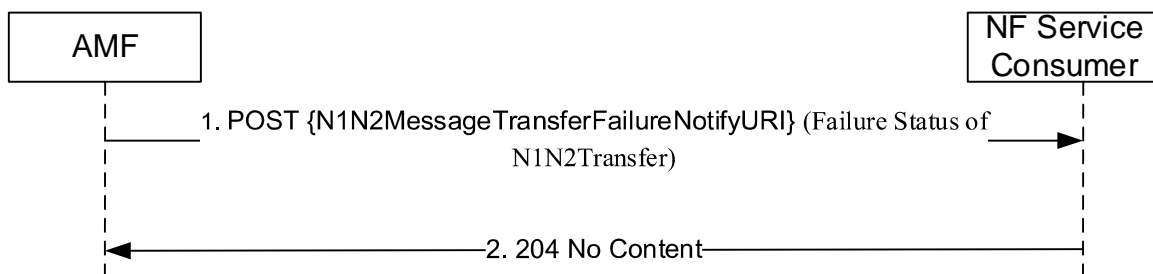 AMF
NF Service
Consumer
1. POST {N1N2MessageTransferFailureNotifyURI} (Failure Status of
N1N2Transfer)
2. 204 No Content